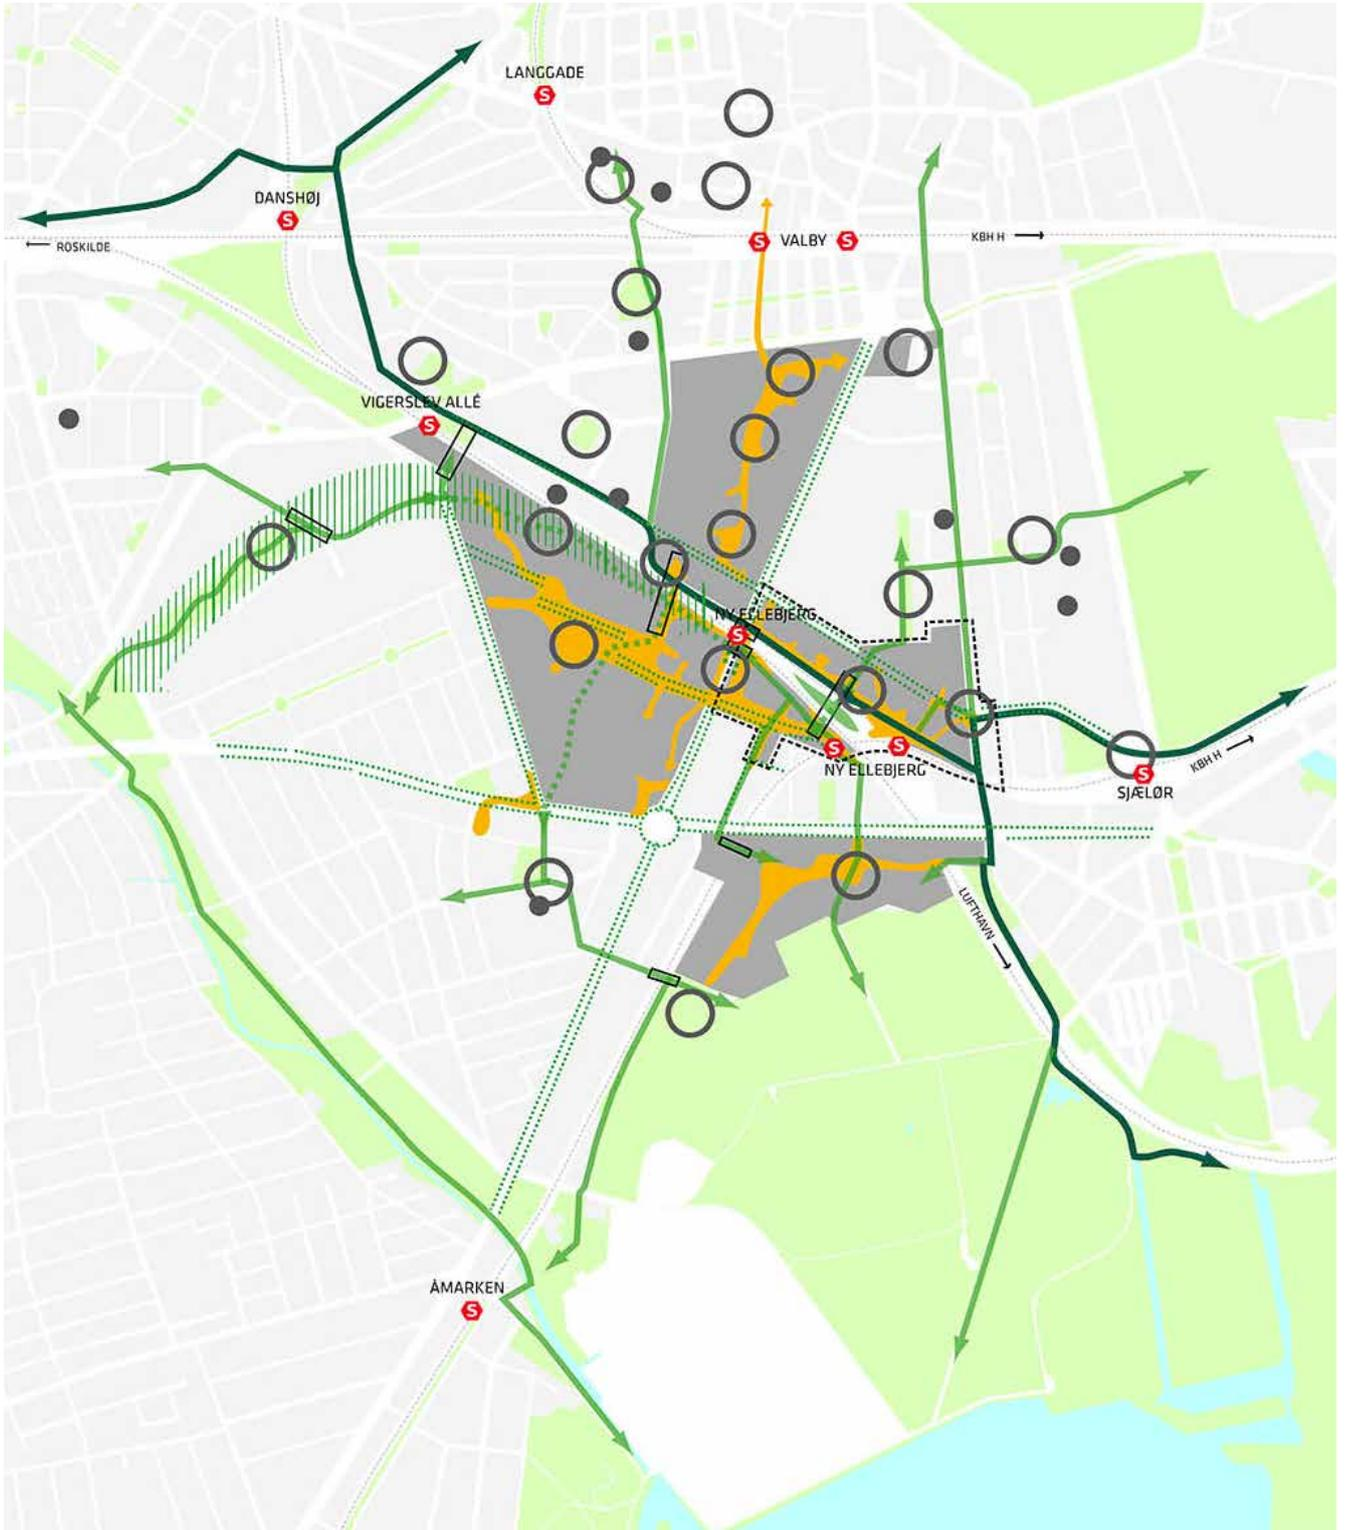 LANGGADE
S
DANSHØJ
S
← ROSKILDE
S VALBY S
KBH H →
VIGERSLEV ALLÉ
S
NY ELLEBJERG
S
S S
NY ELLEBJERG
KBH H →
S
SJÆLØR
LUFTHAVN →
ÅMARKEN
S